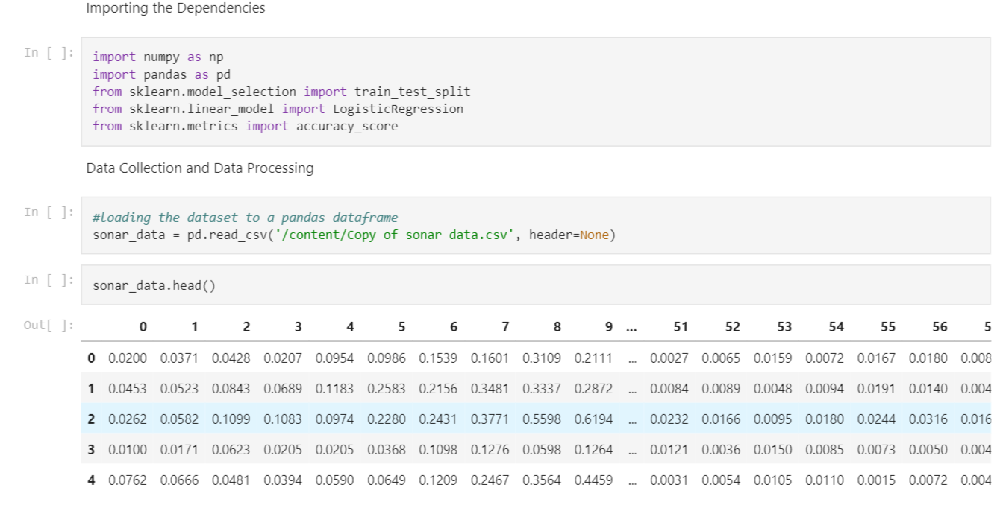 Importing the Dependencies
In [ ]:
import numpy as np
import pandas as pd
from sklearn.model_selection import train_test_split
from sklearn.linear_model import LogisticRegression
from sklearn.metrics import accuracy_score
Data Collection and Data Processing
In [ ]:
#loading the dataset to a pandas dataframe
sonar_data = pd.read_csv('/content/Copy of sonar data.csv', header=None)
In [ ]:
sonar_data.head()
Out[ ]:
0 1 2 3 4 5 6 7 8 9 ... 51 52 53 54 55 56 5
0 0.0200 0.0371 0.0428 0.0207 0.0954 0.0986 0.1539 0.1601 0.3109 0.2111 ... 0.0027 0.0065 0.0159 0.0072 0.0167 0.0180 0.008
1 0.0453 0.0523 0.0843 0.0689 0.1183 0.2583 0.2156 0.3481 0.3337 0.2872 ... 0.0084 0.0089 0.0048 0.0094 0.0191 0.0140 0.004
2 0.0262 0.0582 0.1099 0.1083 0.0974 0.2280 0.2431 0.3771 0.5598 0.6194 ... 0.0232 0.0166 0.0095 0.0180 0.0244 0.0316 0.016
3 0.0100 0.0171 0.0623 0.0205 0.0205 0.0368 0.1098 0.1276 0.0598 0.1264 ... 0.0121 0.0036 0.0150 0.0085 0.0073 0.0050 0.004
4 0.0762 0.0666 0.0481 0.0394 0.0590 0.0649 0.1209 0.2467 0.3564 0.4459 ... 0.0031 0.0054 0.0105 0.0110 0.0015 0.0072 0.004